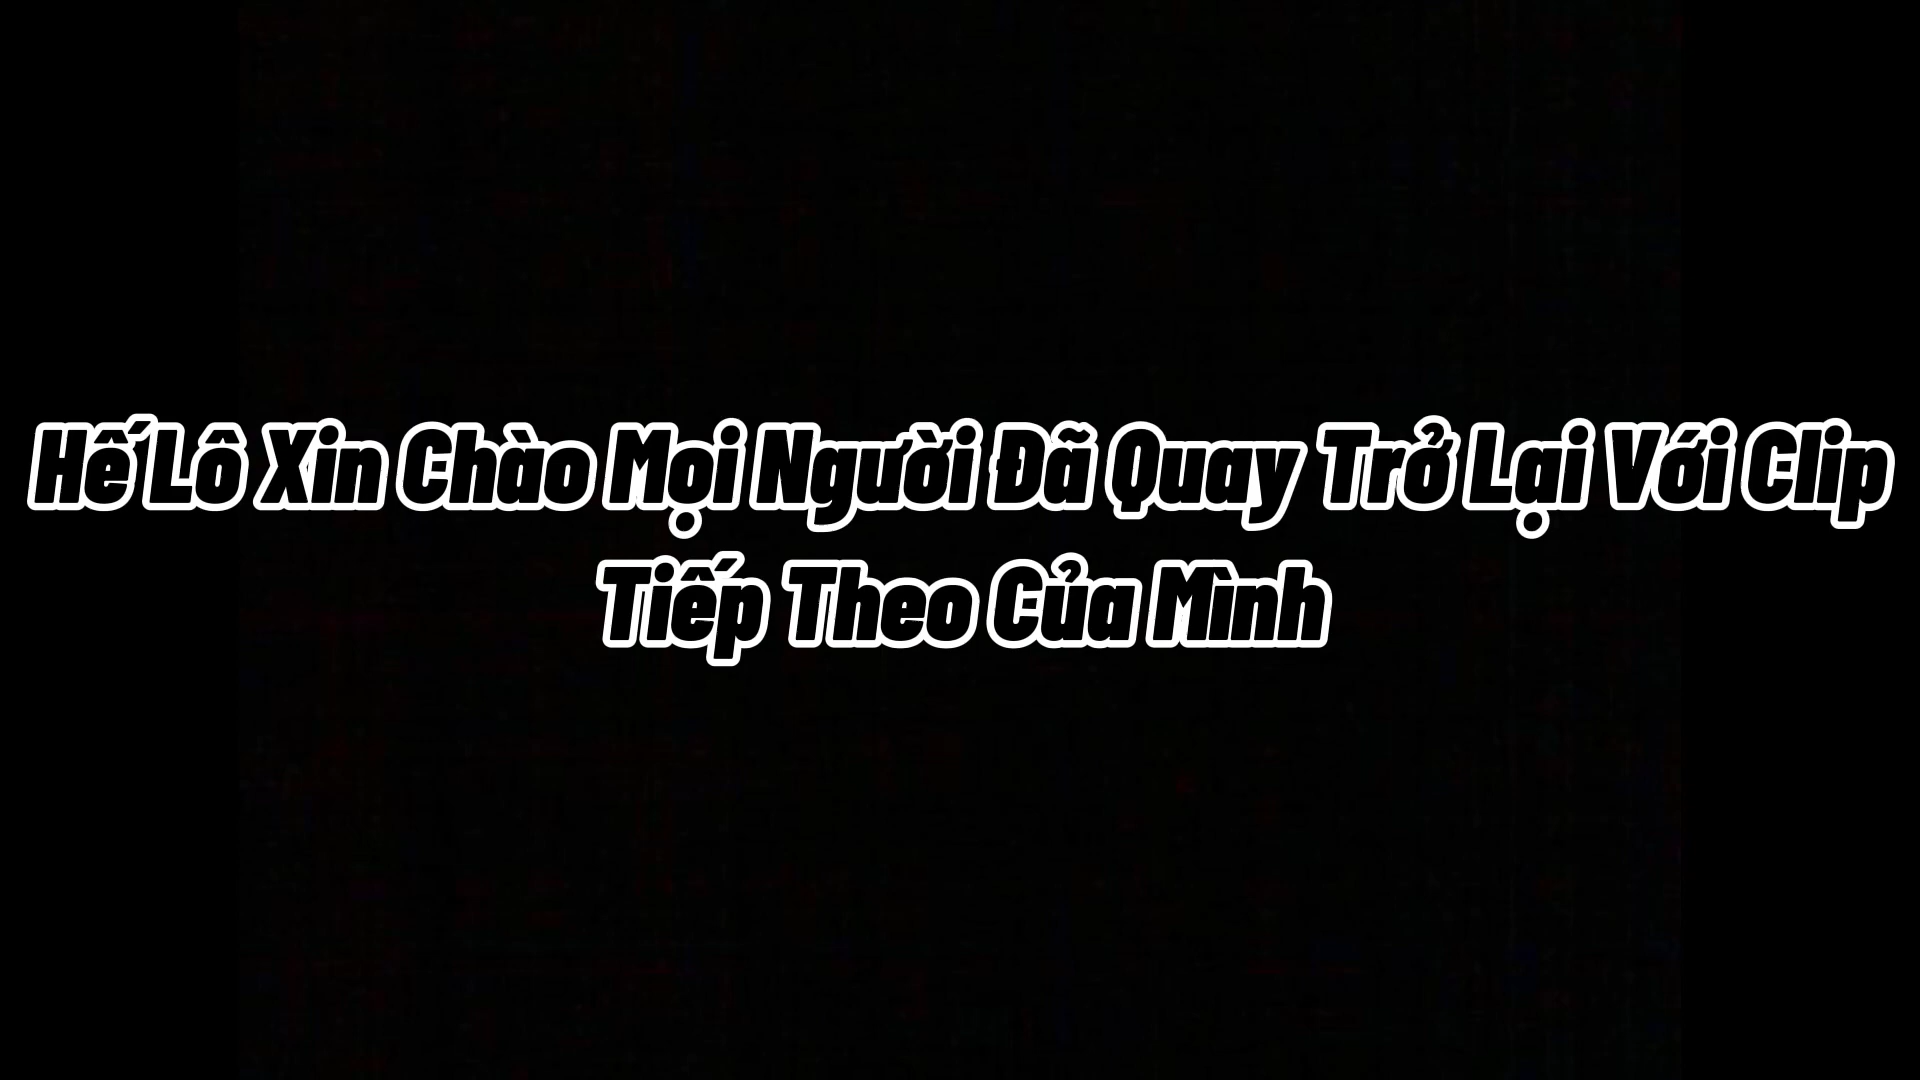 Hế Lô Xin Chào Mọi Người Đã Quay Trở Lại Với Clip
Tiếp Theo Của Mình